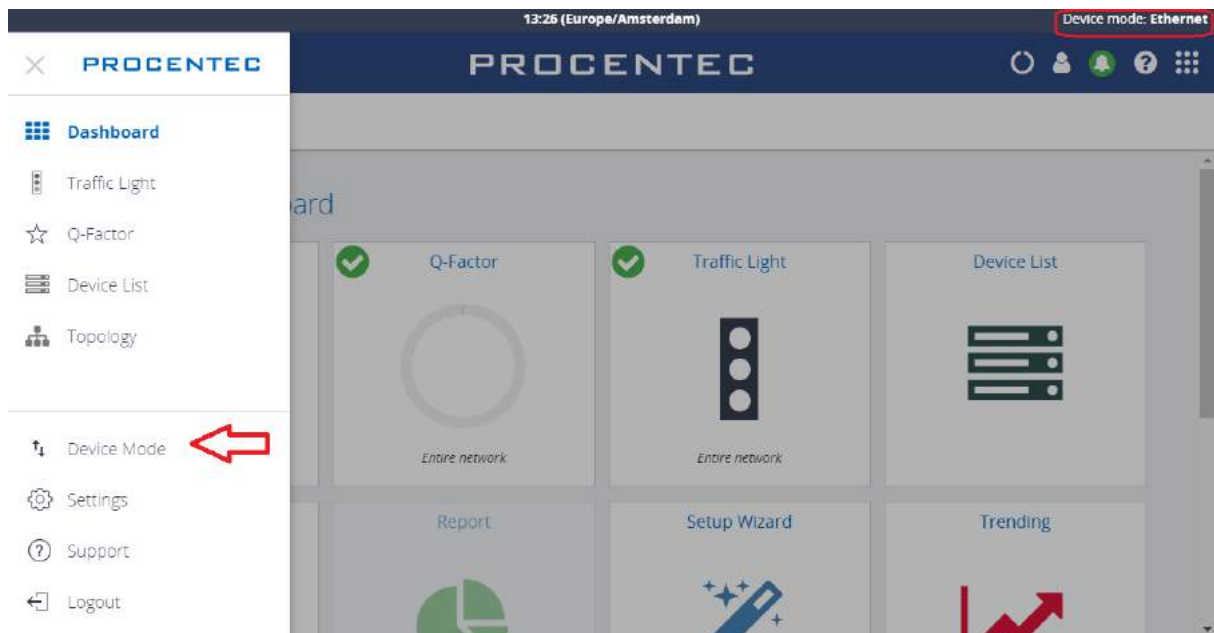 13:26 (Europe/Amsterdam)
Device mode: Ethernet
PROCENTEC
PROCENTEC
Dashboard
Traffic Light
Q-Factor
Device List
Topology
Device Mode
Settings
Support
Logout
ard
Q-Factor
Entire network
Traffic Light
Entire network
Device List
Report
Setup Wizard
Trending